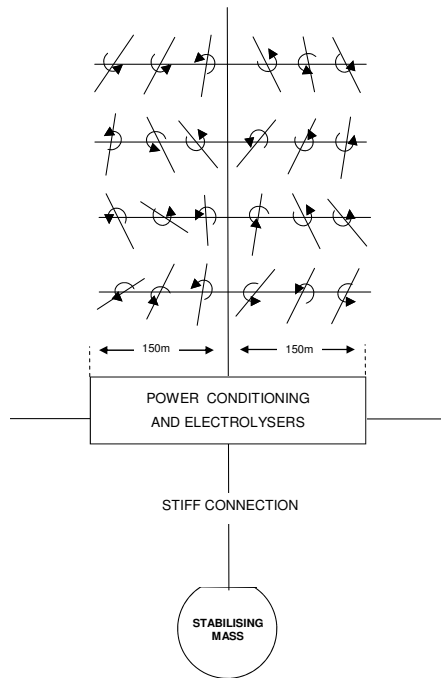 150m 150m
POWER CONDITIONING
AND ELECTROLYSERS
STIFF CONNECTION
STABILISING
MASS